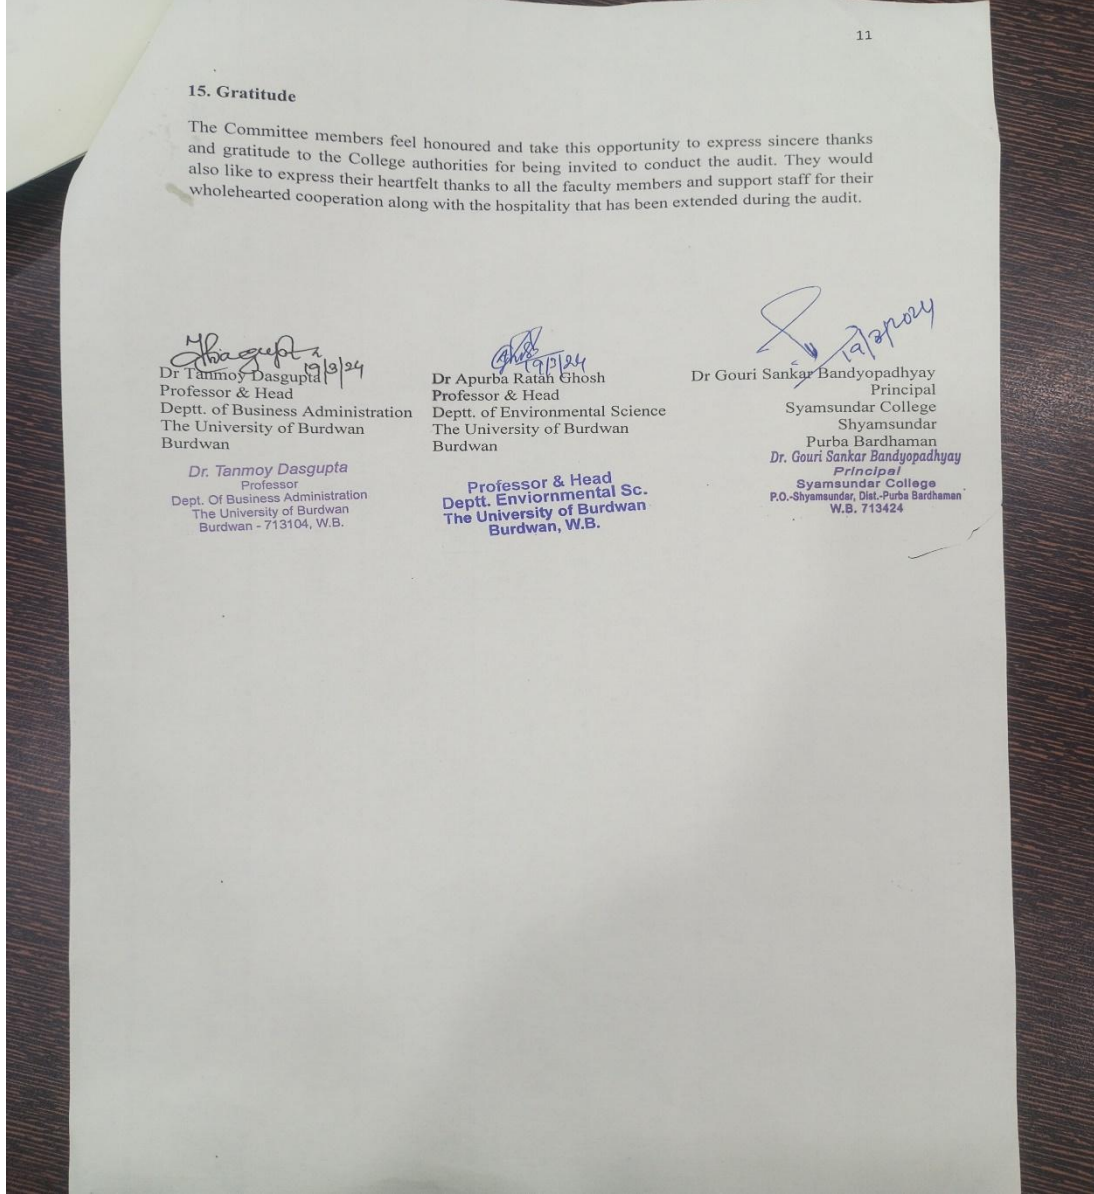 11
15. Gratitude
The Committee members feel honoured and take this opportunity to express sincere thanks
and gratitude to the College authorities for being invited to conduct the audit. They would
also like to express their heartfelt thanks to all the faculty members and support staff for their
wholehearted cooperation along with the hospitality that has been extended during the audit.
19/3/24
Dr Tanmoy Dasgupta
Professor & Head
Deptt. of Business Administration
The University of Burdwan
Burdwan
Dr. Tanmoy Dasgupta
Professor
Dept. Of Business Administration
The University of Burdwan
Burdwan - 713104, W.B.
19/3/24
Dr Apurba Ratan Ghosh
Professor & Head
Deptt. of Environmental Science
The University of Burdwan
Burdwan
Professor & Head
Deptt. Enviornmental Sc.
The University of Burdwan
Burdwan, W.B.
19/3/2024
Dr Gouri Sankar Bandyopadhyay
Principal
Syamsundar College
Shyamsundar
Purba Bardhaman
Dr. Gouri Sankar Bandyopadhyay
Principal
Syamsundar College
P.O.-Shyamsundar, Dist.-Purba Bardhaman
W.B. 713424